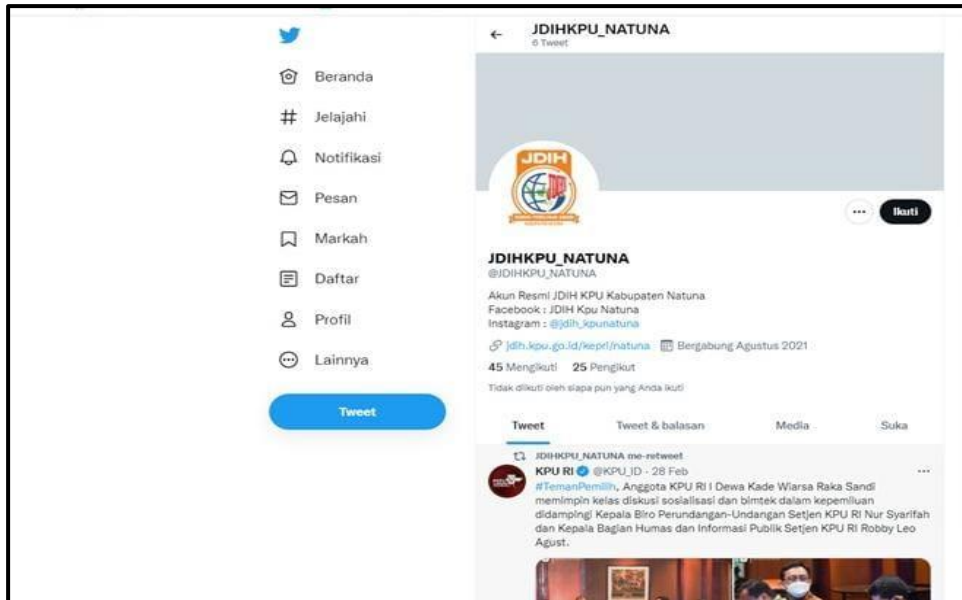 Beranda
Jelajahi
Notifikasi
Pesan
Markah
Daftar
Profil
Lainnya
Tweet
JDIHKPU_NATUNA
6 Tweet
JDIH
Ikuti
JDIHKPU_NATUNA
@JDIHKPU_NATUNA
Akun Resmi JDIH KPU Kabupaten Natuna
Facebook : JDIH Kpu Natuna
Instagram : @jdih_kpunatuna
jdih.kpu.go.id/kepri/natuna Bergabung Agustus 2021
45 Mengikuti 25 Pengikut
Tidak diikuti oleh siapa pun yang Anda ikuti
Tweet Tweet & balasan Media Suka
JDIHKPU_NATUNA me-retweet
KPU RI @KPU_ID · 28 Feb
#TemanPemilih, Anggota KPU RI I Dewa Kade Wiarsa Raka Sandi
memimpin kelas diskusi sosialisasi dan bimtek dalam kepemiluan
didampingi Kepala Biro Perundangan-Undangan Setjen KPU RI Nur Syarifah
dan Kepala Bagian Humas dan Informasi Publik Setjen KPU RI Robby Leo
Agust.